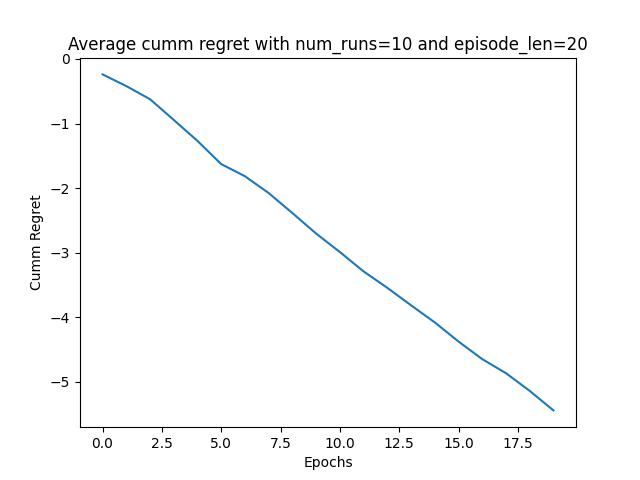 Average cumm regret with num_runs=10 and episode_len=20
0
−1
−2
−3
−4
−5
Cumm Regret
0.0 2.5 5.0 7.5 10.0 12.5 15.0 17.5
Epochs